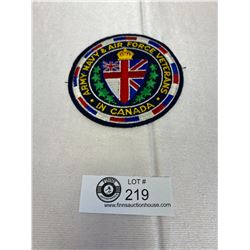 ARMY NAVY & AIR FORCE VETERANS
• IN CANADA •
LOT #
219
www.finnsauctionhouse.com